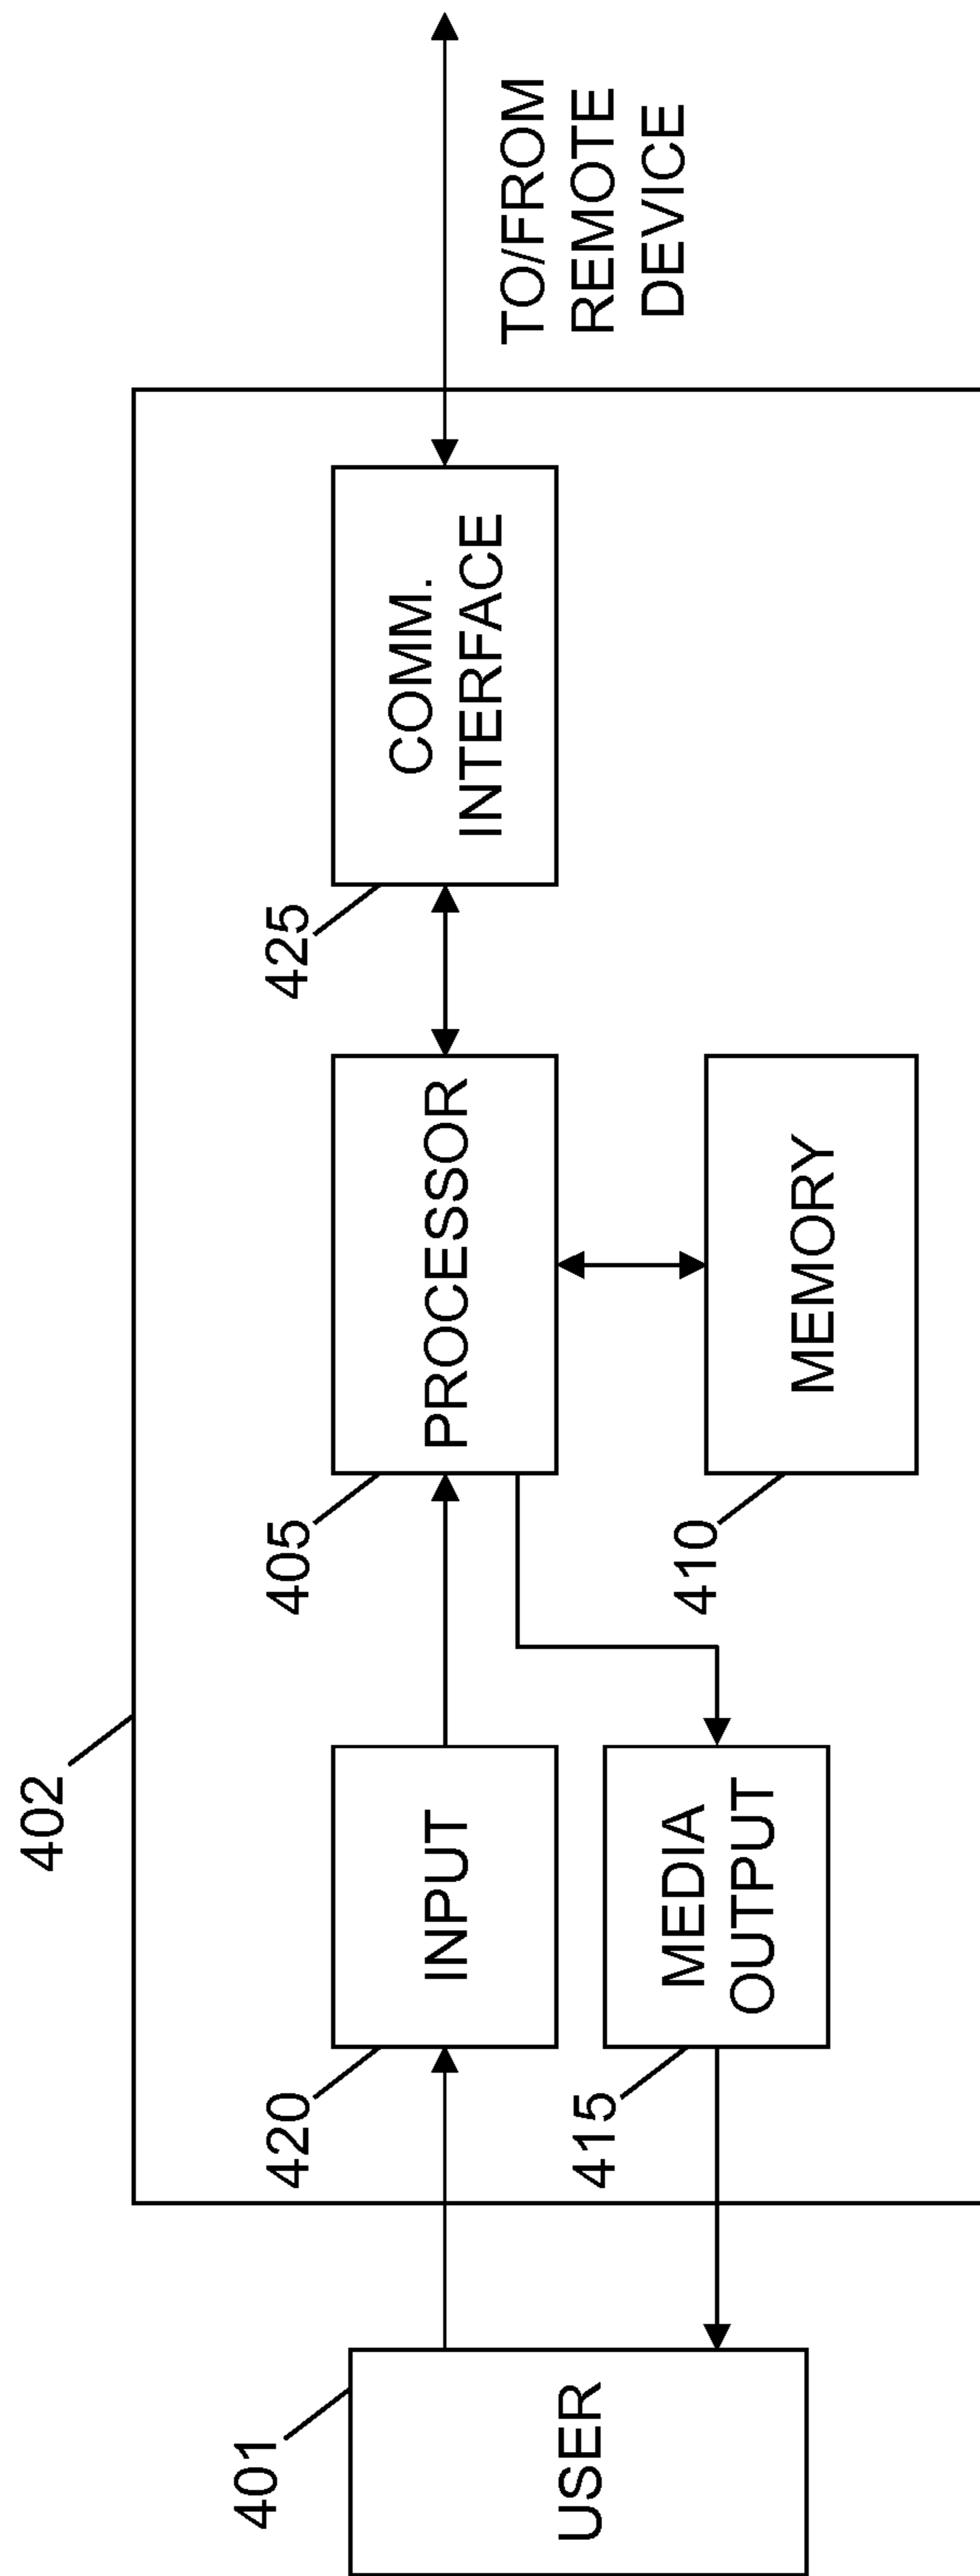 402
401
USER
420
INPUT
415
MEDIA
OUTPUT
405
PROCESSOR
410
MEMORY
425
COMM.
INTERFACE
TO/FROM
REMOTE
DEVICE